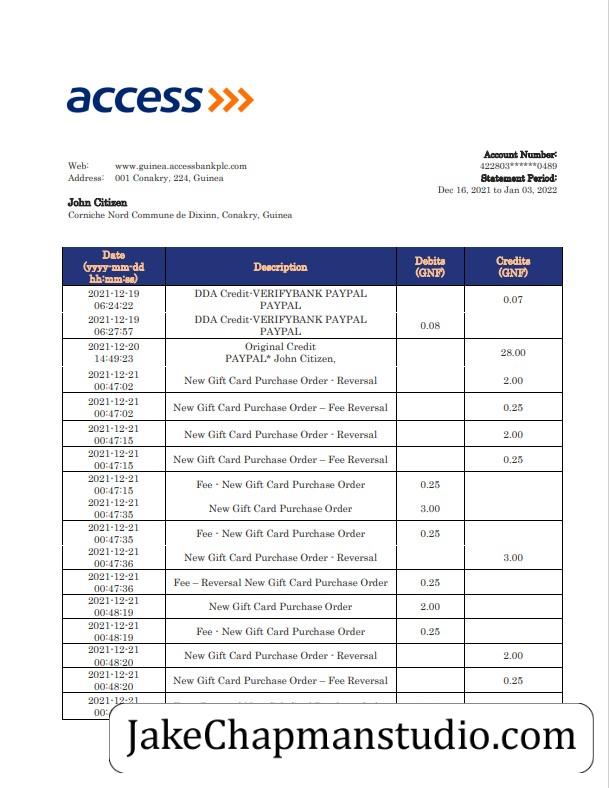 access
Account Number:
Web: www.guinea.accessbankplc.com 422803******0489
Address: 001 Conakry, 224, Guinea Statement Period:
Dec 16, 2021 to Jan 03, 2022
John Citizen
Corniche Nord Commune de Dixinn, Conakry, Guinea
Date (yyyy-mm-dd hh:mm:ss) Description Debits (GNF) Credits (GNF)
2021-12-19 06:24:22 DDA Credit-VERIFYBANK PAYPAL PAYPAL 0.07
2021-12-19 06:27:57 DDA Credit-VERIFYBANK PAYPAL PAYPAL 0.08
2021-12-20 14:49:23 Original Credit PAYPAL* John Citizen, 28.00
2021-12-21 00:47:02 New Gift Card Purchase Order - Reversal 2.00
2021-12-21 00:47:02 New Gift Card Purchase Order – Fee Reversal 0.25
2021-12-21 00:47:15 New Gift Card Purchase Order - Reversal 2.00
2021-12-21 00:47:15 New Gift Card Purchase Order – Fee Reversal 0.25
2021-12-21 00:47:15 Fee - New Gift Card Purchase Order 0.25
2021-12-21 00:47:35 New Gift Card Purchase Order 3.00
2021-12-21 00:47:35 Fee - New Gift Card Purchase Order 0.25
2021-12-21 00:47:36 New Gift Card Purchase Order - Reversal 3.00
2021-12-21 00:47:36 Fee – Reversal New Gift Card Purchase Order 0.25
2021-12-21 00:48:19 New Gift Card Purchase Order 2.00
2021-12-21 00:48:19 Fee - New Gift Card Purchase Order 0.25
2021-12-21 00:48:20 New Gift Card Purchase Order - Reversal 2.00
2021-12-21 00:48:20 New Gift Card Purchase Order – Fee Reversal 0.25
2021-12-21
JakeChapmanstudio.com